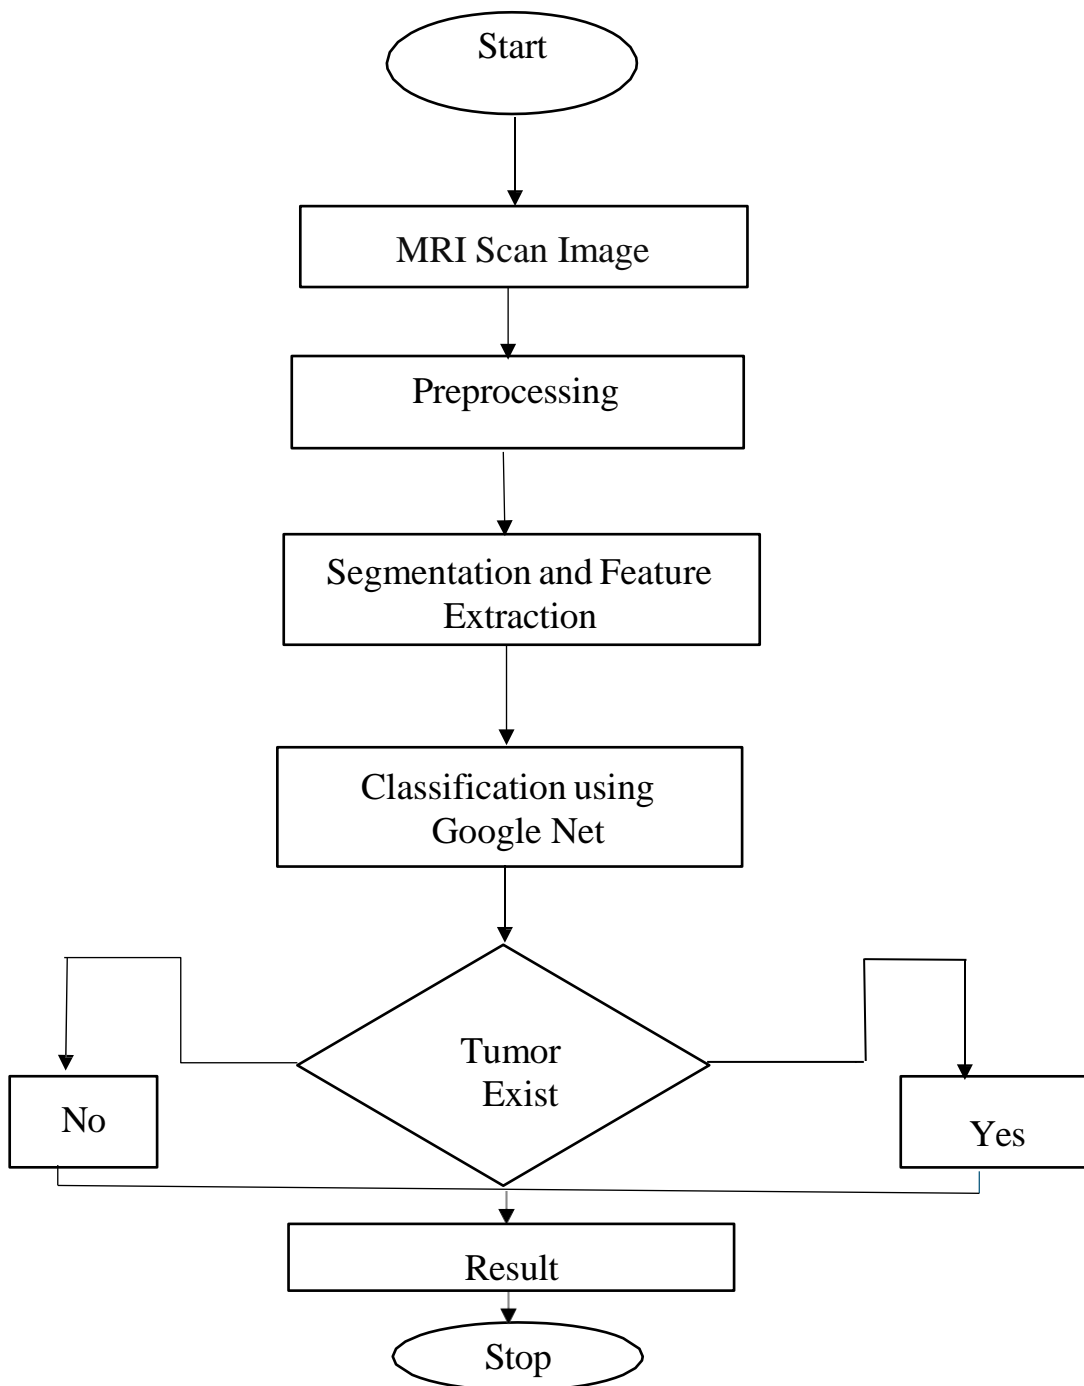 Start
MRI Scan Image
Preprocessing
Segmentation and Feature
Extraction
Classification using
Google Net
Tumor
Exist
No
Yes
Result
Stop